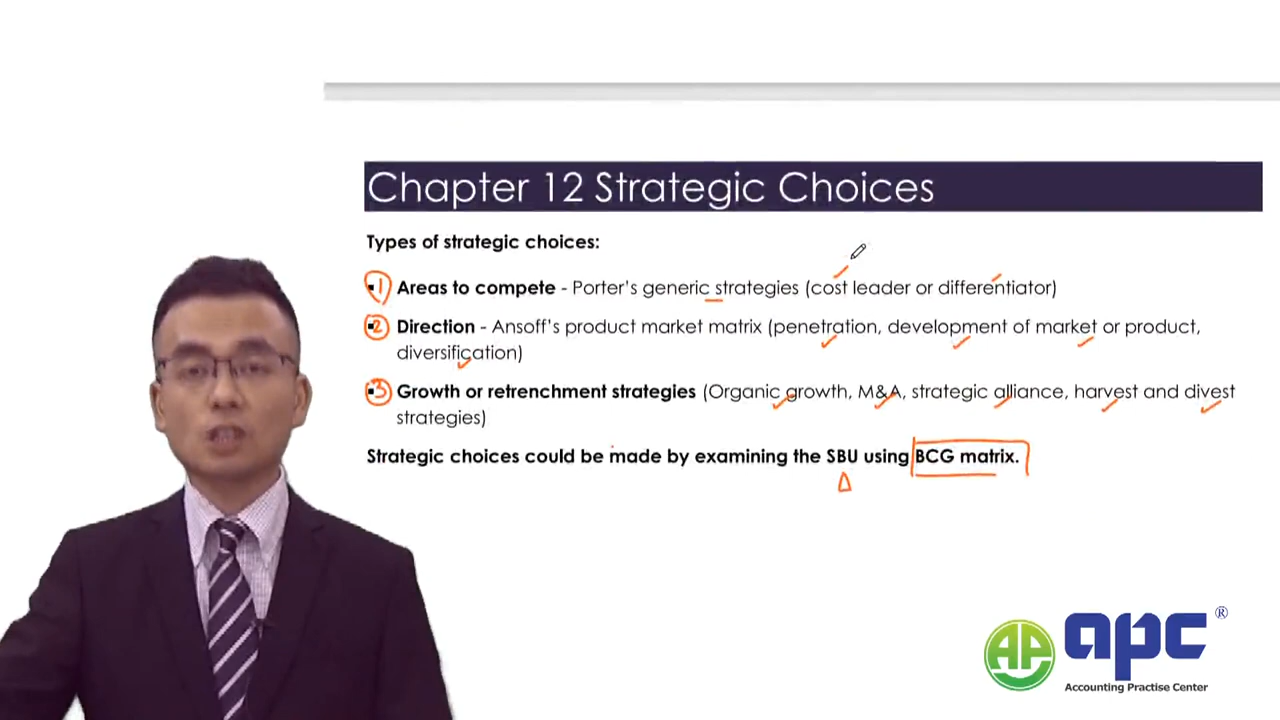 Chapter 12 Strategic Choices
Types of strategic choices:
1 Areas to compete - Porter's generic strategies (cost leader or differentiator)
2 Direction - Ansoff's product market matrix (penetration, development of market or product,
diversification)
3 Growth or retrenchment strategies (Organic growth, M&A, strategic alliance, harvest and divest
strategies)
Strategic choices could be made by examining the SBU using BCG matrix.
AP apc ®
Accounting Practise Center